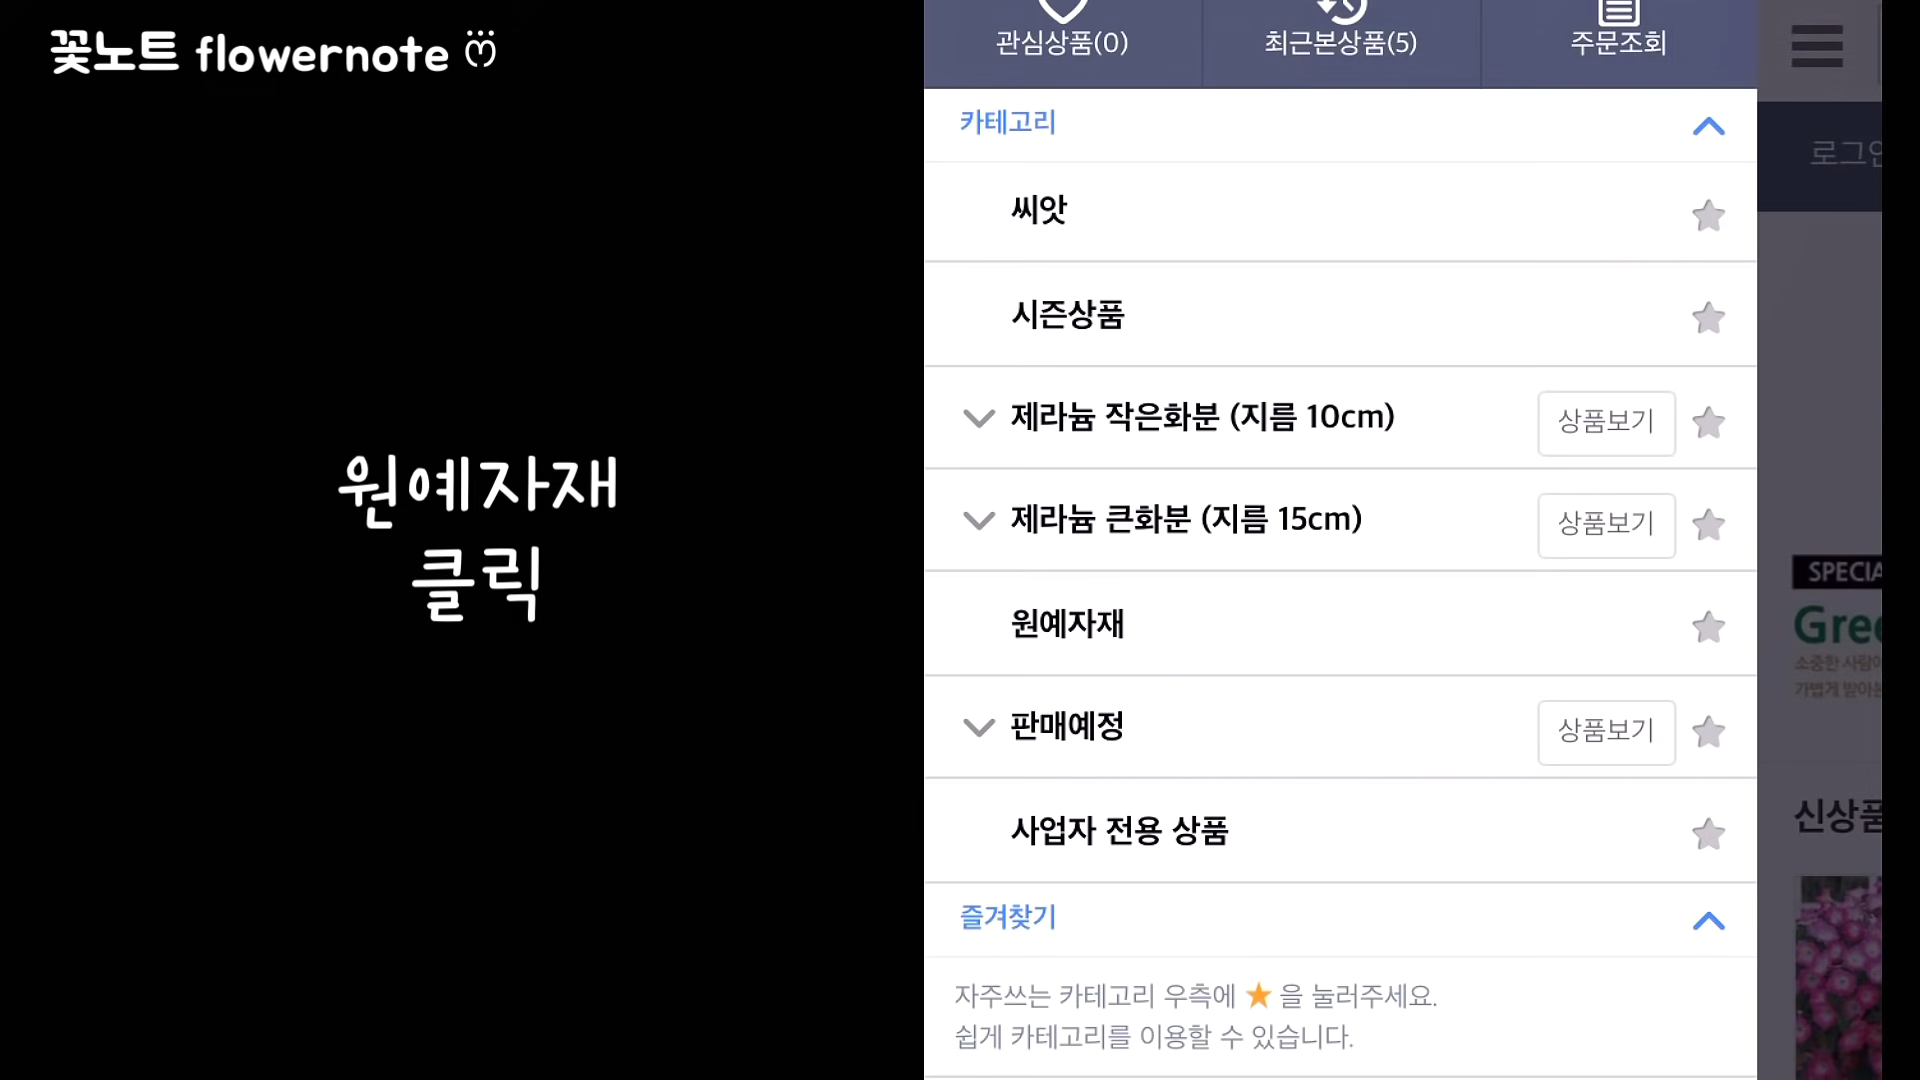 꽃노트 flowernote
원예자재
클릭
관심상품(0)
최근본상품(5)
주문조회
카테고리
씨앗
시즌상품
제라늄 작은화분 (지름 10cm)
상품보기
제라늄 큰화분 (지름 15cm)
상품보기
원예자재
판매예정
상품보기
사업자 전용 상품
즐겨찾기
자주쓰는 카테고리 우측에 ★ 을 눌러주세요.
쉽게 카테고리를 이용할 수 있습니다.
신상품